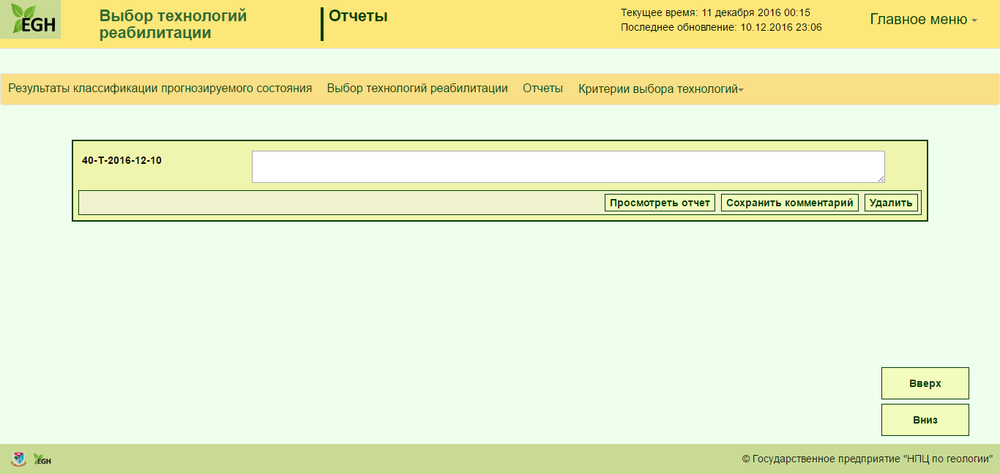 EGH
Выбор технологий
реабилитации
Отчеты
Текущее время: 11 декабря 2016 00:15
Последнее обновление: 10.12.2016 23:06
Главное меню
Результаты классификации прогнозируемого состояния Выбор технологий реабилитации Отчеты Критерии выбора технологий
40-Т-2016-12-10
Просмотреть отчет Сохранить комментарий Удалить
Вверх
Вниз
EGH
© Государственное предприятие "НПЦ по геологии"